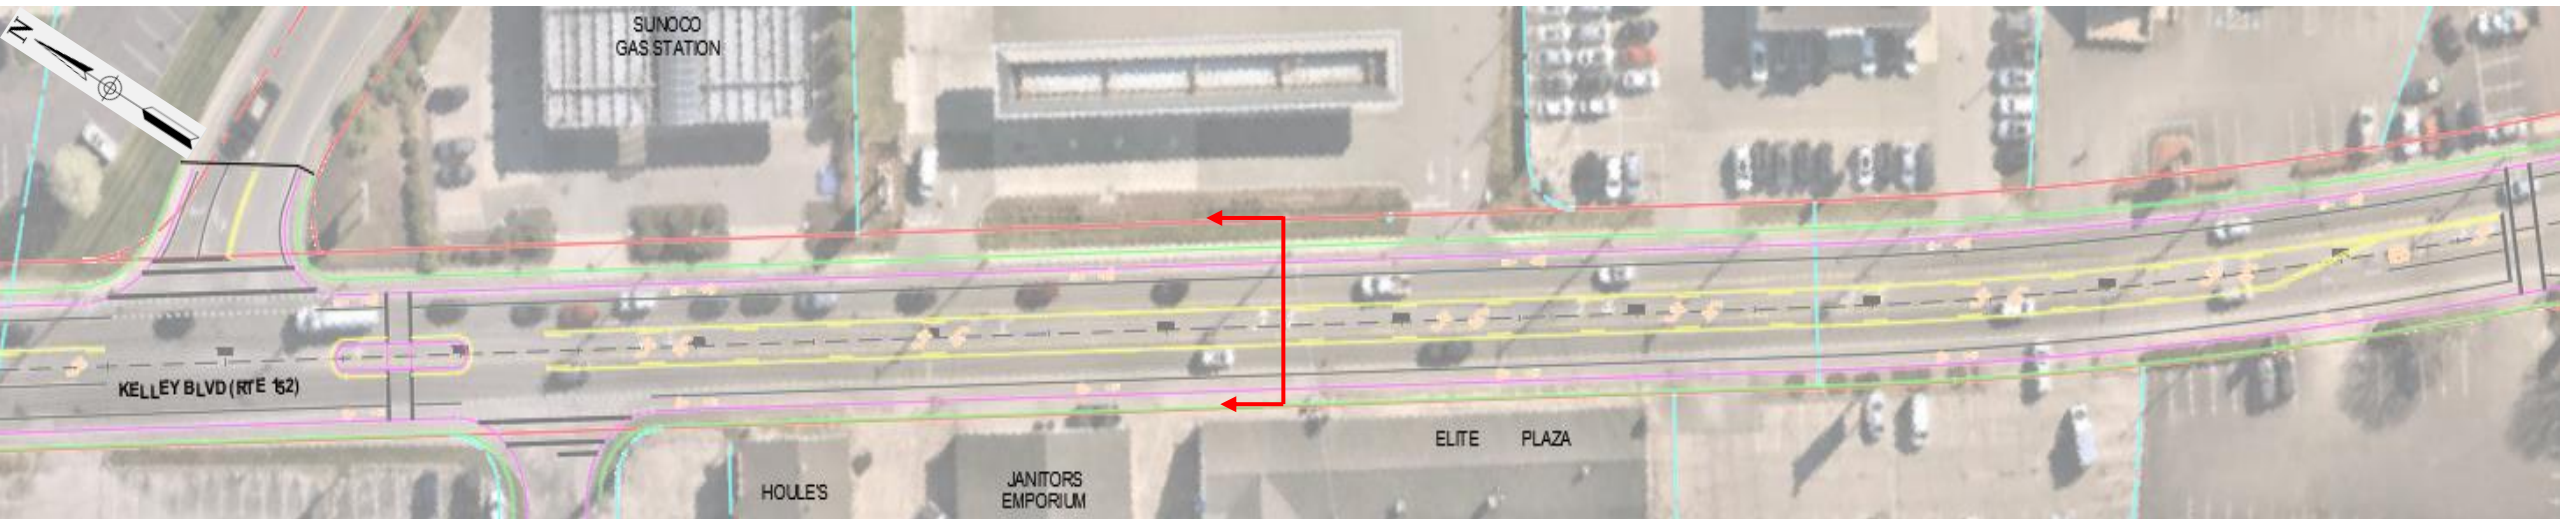 SUNOCO
GAS STATION
N
KELLEY BLVD (RTE 152)
HOULE'S
JANITORS
EMPORIUM
ELITE PLAZA